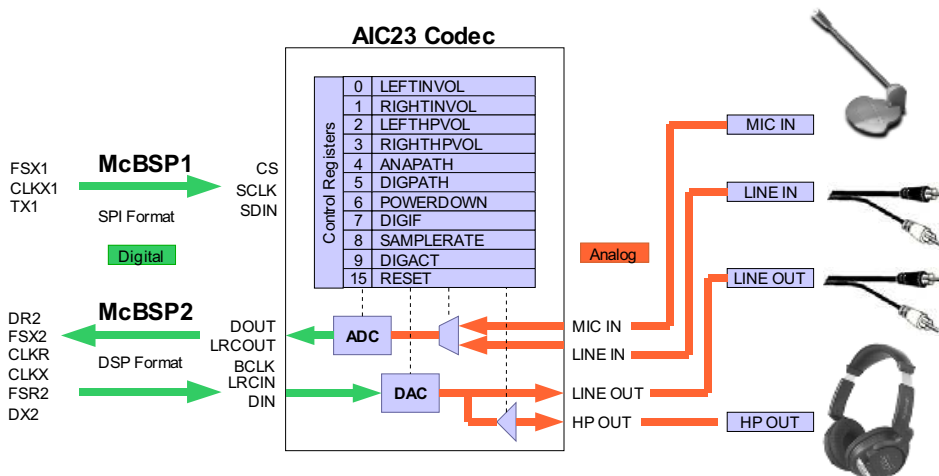 AIC23 Codec
Control Registers
0 LEFTINVOL
1 RIGHTINVOL
2 LEFTHPVOL
3 RIGHTHPVOL
4 ANAPATH
5 DIGPATH
6 POWERDOWN
7 DIGIF
8 SAMPLERATE
9 DIGACT
15 RESET
McBSP1
FSX1
CLKX1
TX1
SPI Format
CS
SCLK
SDIN
Digital
Analog
McBSP2
DR2
FSX2
CLKR
CLKX
FSR2
DX2
DSP Format
DOUT
LRCOUT
BCLK
LRCIN
DIN
ADC
DAC
MIC IN
LINE IN
LINE OUT
HP OUT
MIC IN
LINE IN
LINE OUT
HP OUT